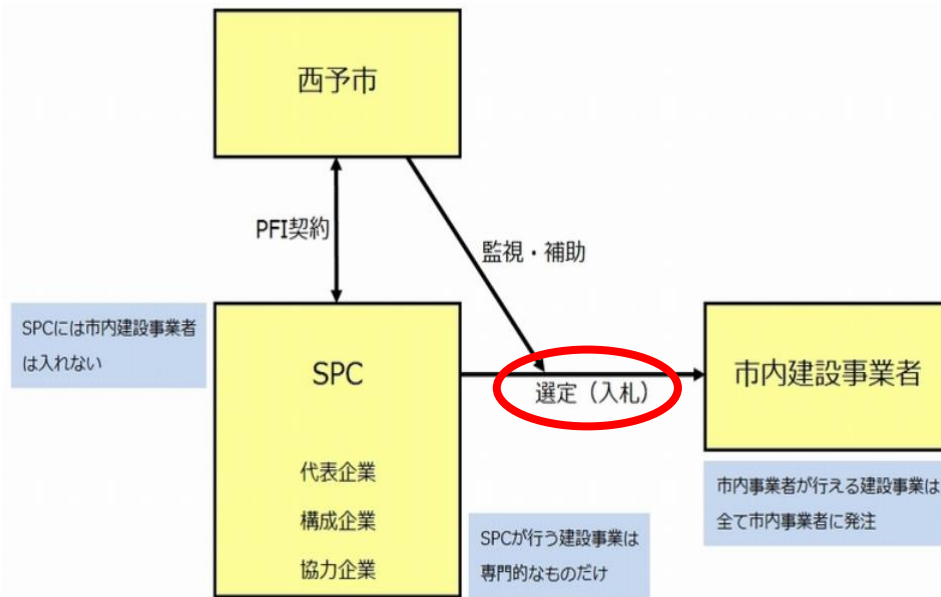 西予市
PFI契約
監視・補助
SPCには市内建設事業者
は入れない
SPC
選定（入札）
市内建設事業者
代表企業
構成企業
協力企業
SPCが行う建設事業は
専門的なものだけ
市内事業者が行える建設事業は
全て市内事業者に発注